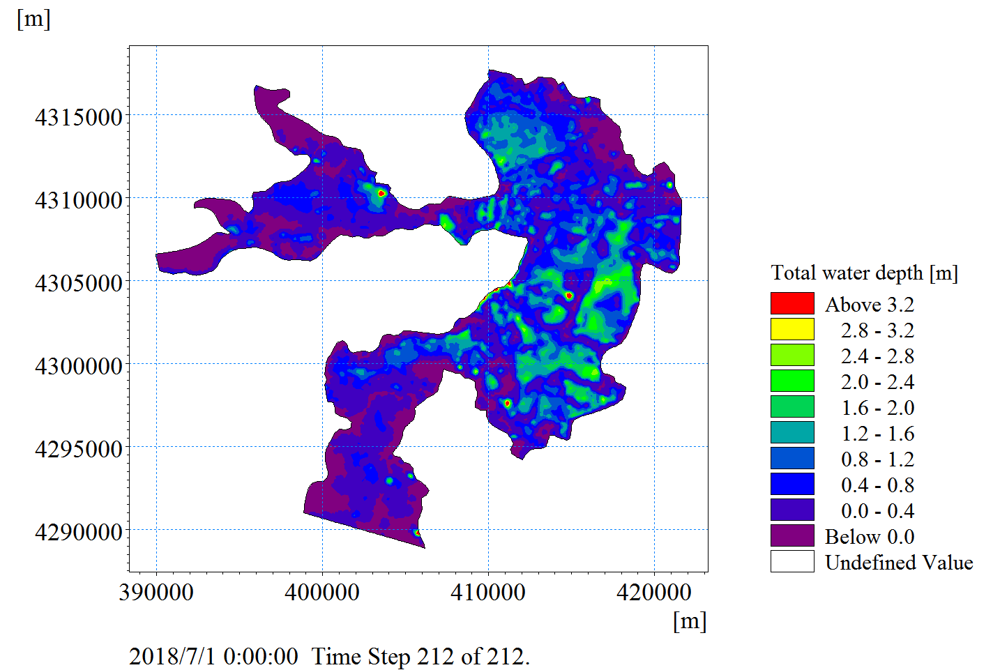 [m]
4315000
4310000
4305000
4300000
4295000
4290000
390000 400000 410000 420000
[m]
Total water depth [m]
Above 3.2
2.8 - 3.2
2.4 - 2.8
2.0 - 2.4
1.6 - 2.0
1.2 - 1.6
0.8 - 1.2
0.4 - 0.8
0.0 - 0.4
Below 0.0
Undefined Value
2018/7/1 0:00:00 Time Step 212 of 212.